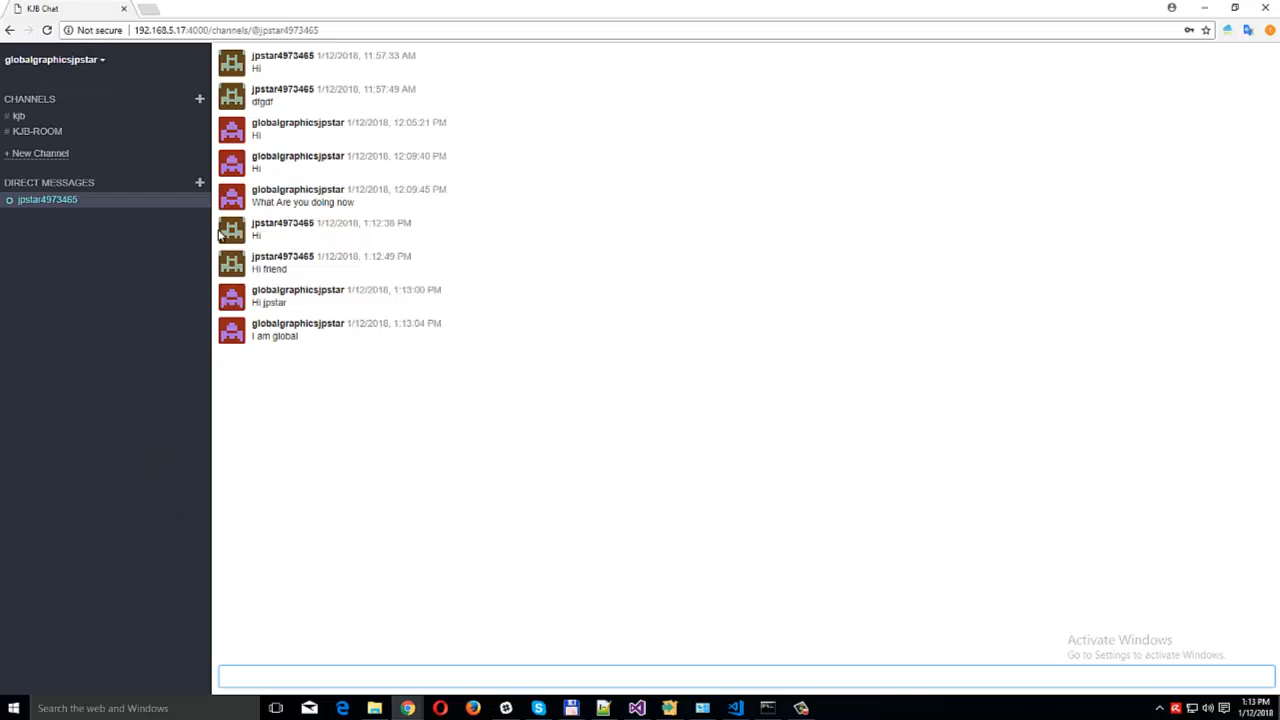 KJB Chat
Not secure 192.168.5.17:4000/channels/@jpstar4973465
globalgraphicsjpstar
CHANNELS +
# kjb
# KJB-ROOM
+ New Channel
DIRECT MESSAGES +
jpstar4973465
jpstar4973465 1/12/2018, 11:57:33 AM
Hi
jpstar4973465 1/12/2018, 11:57:49 AM
dfgdf
globalgraphicsjpstar 1/12/2018, 12:05:21 PM
Hi
globalgraphicsjpstar 1/12/2018, 12:09:40 PM
Hi
globalgraphicsjpstar 1/12/2018, 12:09:45 PM
What Are you doing now
jpstar4973465 1/12/2018, 1:12:36 PM
Hi
jpstar4973465 1/12/2018, 1:12:49 PM
Hi friend
globalgraphicsjpstar 1/12/2018, 1:13:00 PM
Hi jpstar
globalgraphicsjpstar 1/12/2018, 1:13:04 PM
I am global
Activate Windows
Go to Settings to activate Windows.
Search the web and Windows
1:13 PM
1/12/2018